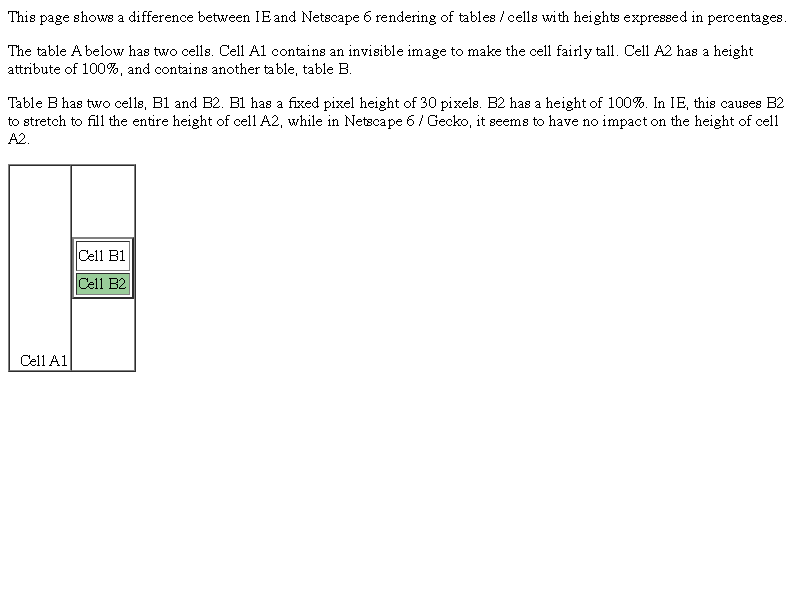 This page shows a difference between IE and Netscape 6 rendering of tables / cells with heights expressed in percentages.
The table A below has two cells. Cell A1 contains an invisible image to make the cell fairly tall. Cell A2 has a height
attribute of 100%, and contains another table, table B.
Table B has two cells, B1 and B2. B1 has a fixed pixel height of 30 pixels. B2 has a height of 100%. In IE, this causes B2
to stretch to fill the entire height of cell A2, while in Netscape 6 / Gecko, it seems to have no impact on the height of cell
A2.
Cell B1
Cell B2
Cell A1